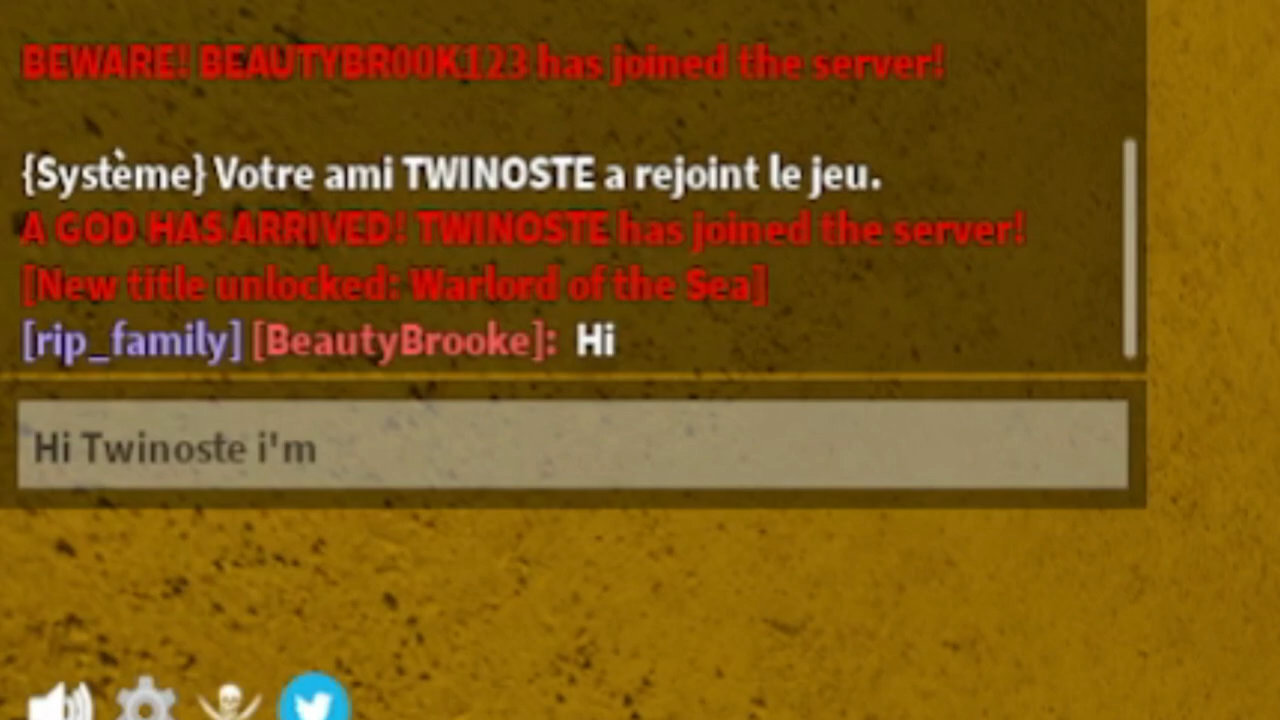 BEWARE! BEAUTYBR00K123 has joined the server!
{Système} Votre ami TWINOSTE a rejoint le jeu.
A GOD HAS ARRIVED! TWINOSTE has joined the server!
[New title unlocked: Warlord of the Sea]
[rip_family] [BeautyBrooke]: Hi
Hi Twinoste i'm